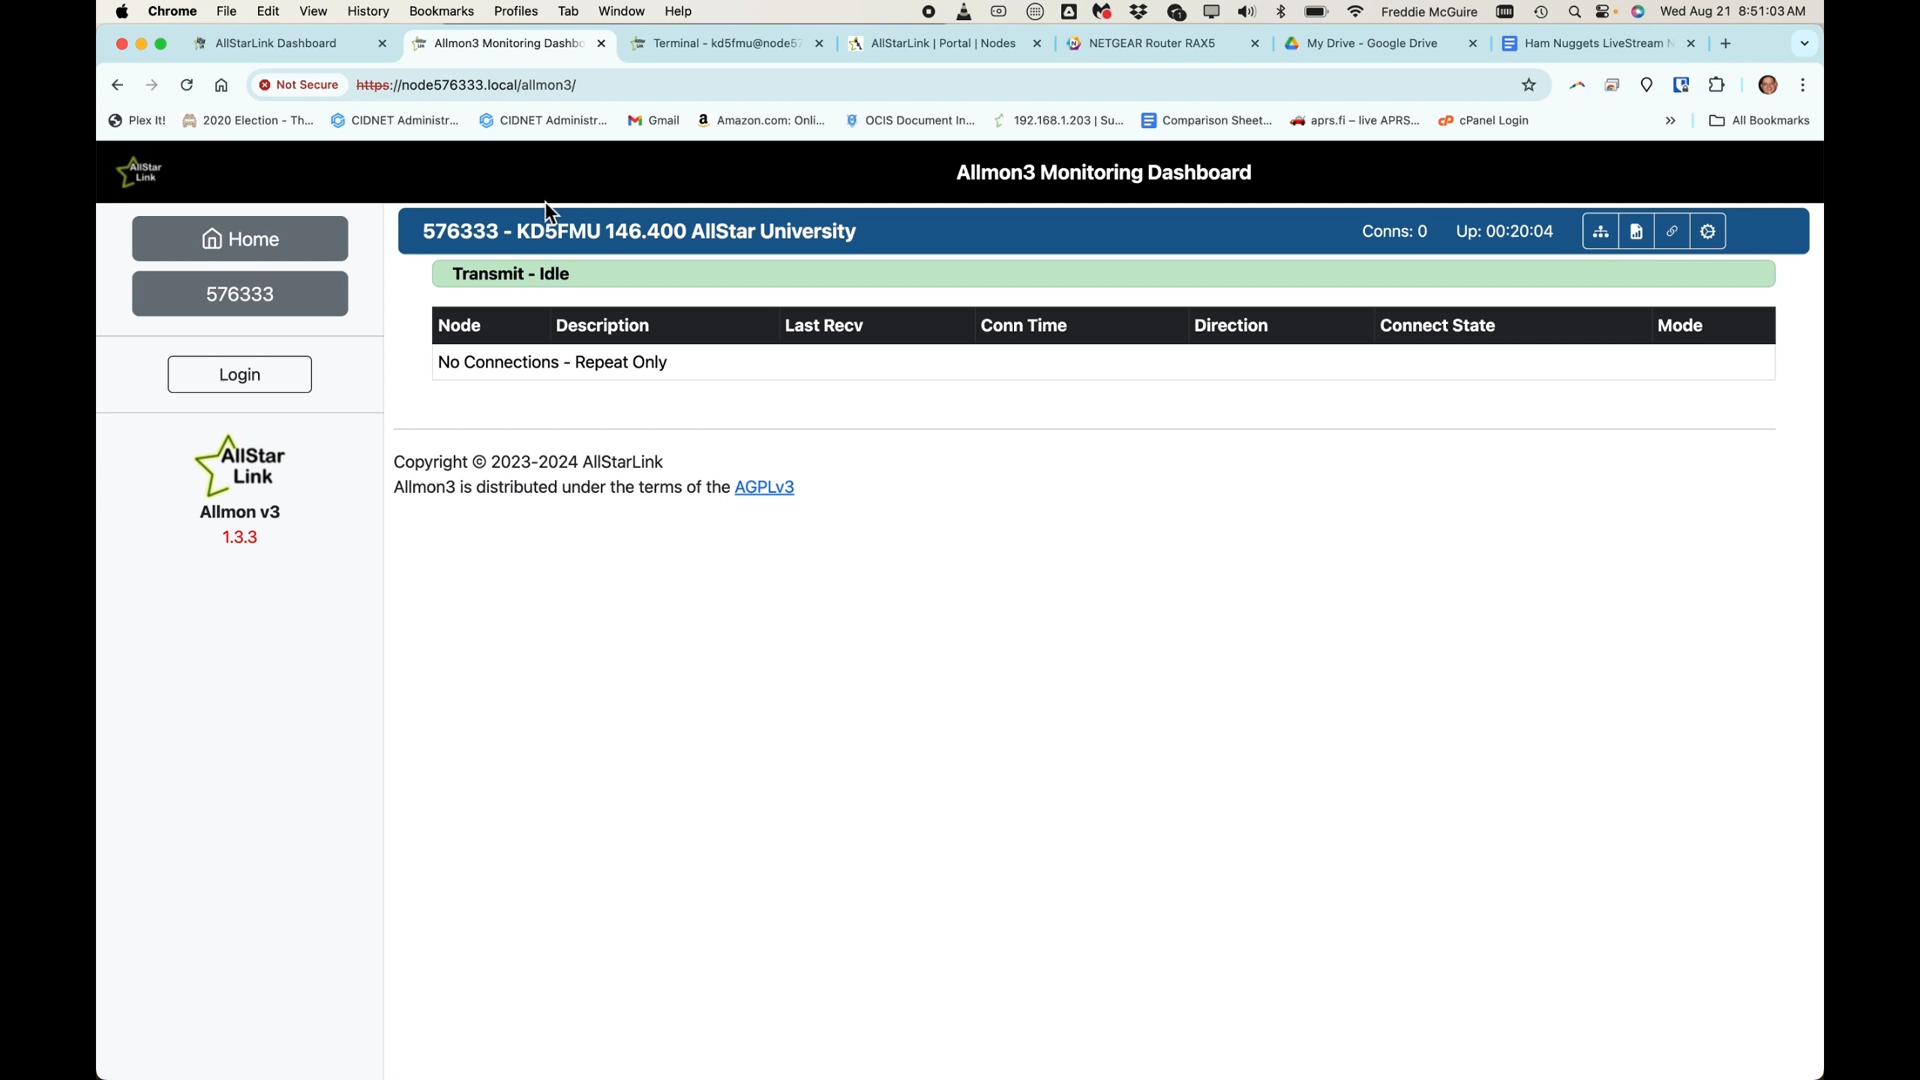 Chrome File Edit View History Bookmarks Profiles Tab Window Help Freddie McGuire Wed Aug 21 8:51:03 AM
AllStarLink Dashboard Allmon3 Monitoring Dashbo Terminal - kd5fmu@node57 AllStarLink | Portal | Nodes NETGEAR Router RAX5 My Drive - Google Drive Ham Nuggets LiveStream N
Not Secure https://node576333.local/allmon3/
Plex It! 2020 Election - Th... CIDNET Administr... CIDNET Administr... Gmail Amazon.com: Onli... OCIS Document In... 192.168.1.203 | Su... Comparison Sheet... aprs.fi – live APRS... cPanel Login » All Bookmarks
AllStar
Link
Allmon3 Monitoring Dashboard
Home
576333
Login
AllStar
Link
Allmon v3
1.3.3
576333 - KD5FMU 146.400 AllStar University Conns: 0 Up: 00:20:04
Transmit - Idle
Node Description Last Recv Conn Time Direction Connect State Mode
No Connections - Repeat Only
Copyright © 2023-2024 AllStarLink
Allmon3 is distributed under the terms of the AGPLv3